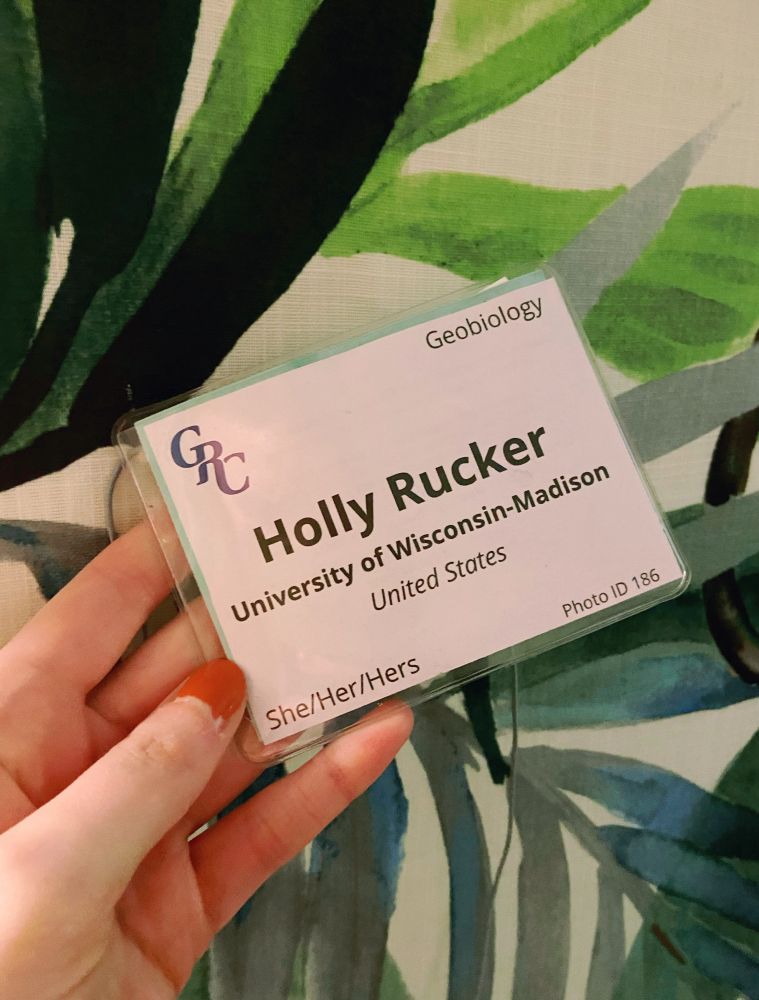 Geobiology
GRC
Holly Rucker
University of Wisconsin-Madison
United States
Photo ID 186
She/Her/Hers